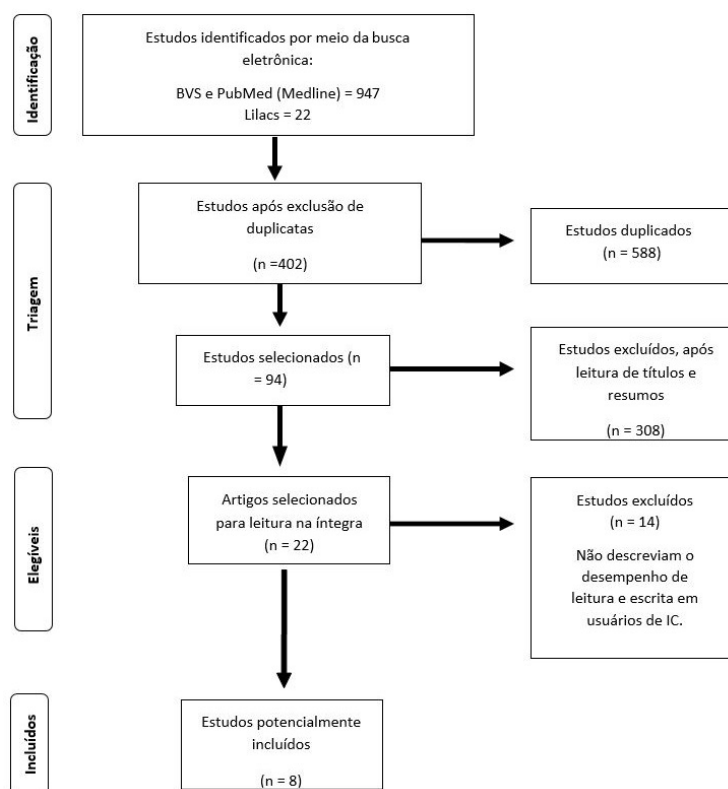 Identificação
Estudos identificados por meio da busca
eletrônica:
BVS e PubMed (Medline) = 947
Lilacs = 22
Triagem
Estudos após exclusão de
duplicatas
(n =402)
Estudos duplicados
(n = 588)
Estudos selecionados (n
= 94)
Estudos excluídos, após
leitura de títulos e
resumos
(n = 308)
Elegíveis
Artigos selecionados
para leitura na íntegra
(n = 22)
Estudos excluídos
(n = 14)
Não descreviam o
desempenho de
leitura e escrita em
usuários de IC.
Incluídos
Estudos potencialmente
incluídos
(n = 8)